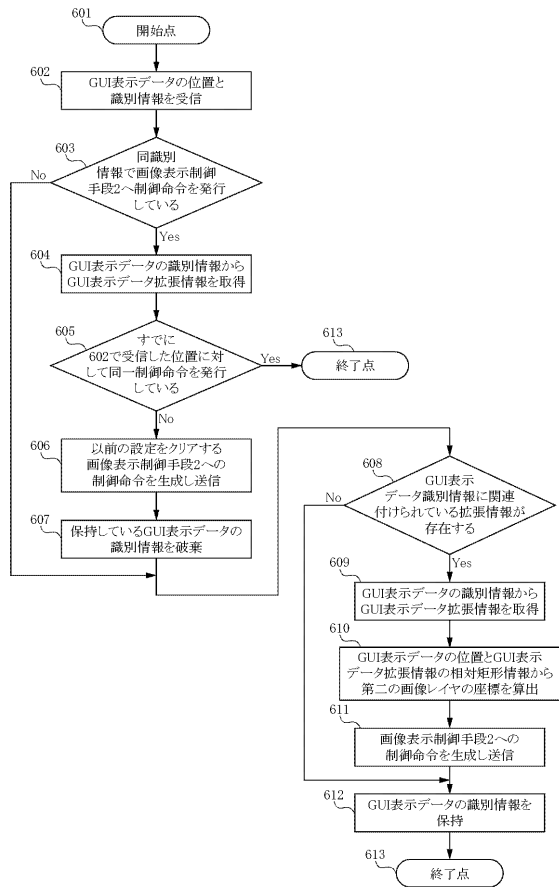 601
開始点
602
GUI表示データの位置と
識別情報を受信
603
同識別
情報で画像表示制御
手段2へ制御命令を発行
している
No
Yes
604
GUI表示データの識別情報から
GUI表示データ拡張情報を取得
605
すでに
602で受信した位置に対
して同一制御命令を発行
している
Yes
613
終了点
No
606
以前の設定をクリアする
画像表示制御手段2への
制御命令を生成し送信
607
保持しているGUI表示データの
識別情報を破棄
608
GUI表示
データ識別情報に関連
付けられている拡張情報が
存在する
No
Yes
609
GUI表示データの識別情報から
GUI表示データ拡張情報を取得
610
GUI表示データの位置とGUI表示
データ拡張情報の相対矩形情報から
第二の画像レイヤの座標を算出
611
画像表示制御手段2への
制御命令を生成し送信
612
GUI表示データの識別情報を
保持
613
終了点